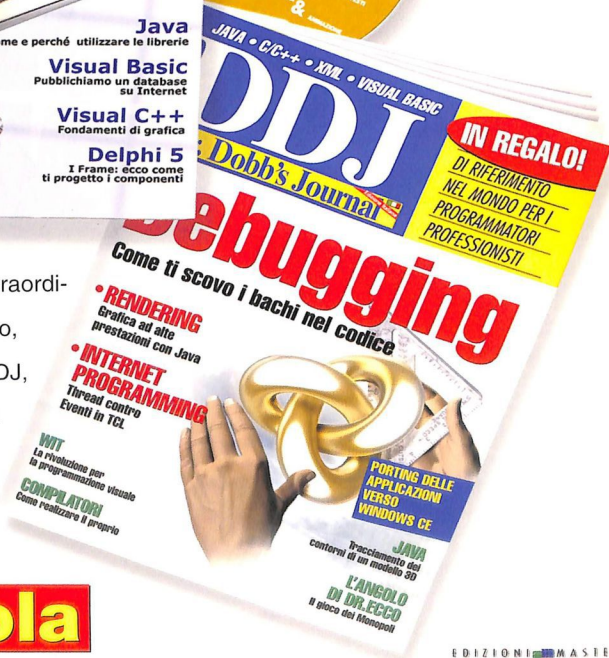 &
ANIMAZIONE
Java
me e perché utilizzare le librerie
Visual Basic
Pubblichiamo un database
su Internet
Visual C++
Fondamenti di grafica
Delphi 5
I Frame: ecco come
ti progetto i componenti
raordi-
o,
DJ,
JAVA • C/C++ • XML • VISUAL BASIC
DDJ
Dobb's Journal
IN REGALO!
DI RIFERIMENTO
NEL MONDO PER I
PROGRAMMATORI
PROFESSIONISTI
Debugging
Come ti scovo i bachi nel codice
• RENDERING
Grafica ad alte
prestazioni con Java
• INTERNET
PROGRAMMING
Thread contro
Eventi in TCL
WIT
La rivoluzione per
la programmazione visuale
COMPILATORI
Come realizzare il proprio
PORTING DELLE
APPLICAZIONI
VERSO
WINDOWS CE
JAVA
Tracciamento dei
contorni di un modello 3D
L'ANGOLO
DI DR.ECCO
Il gioco dei Monopoli
ola
EDIZIONI MASTE